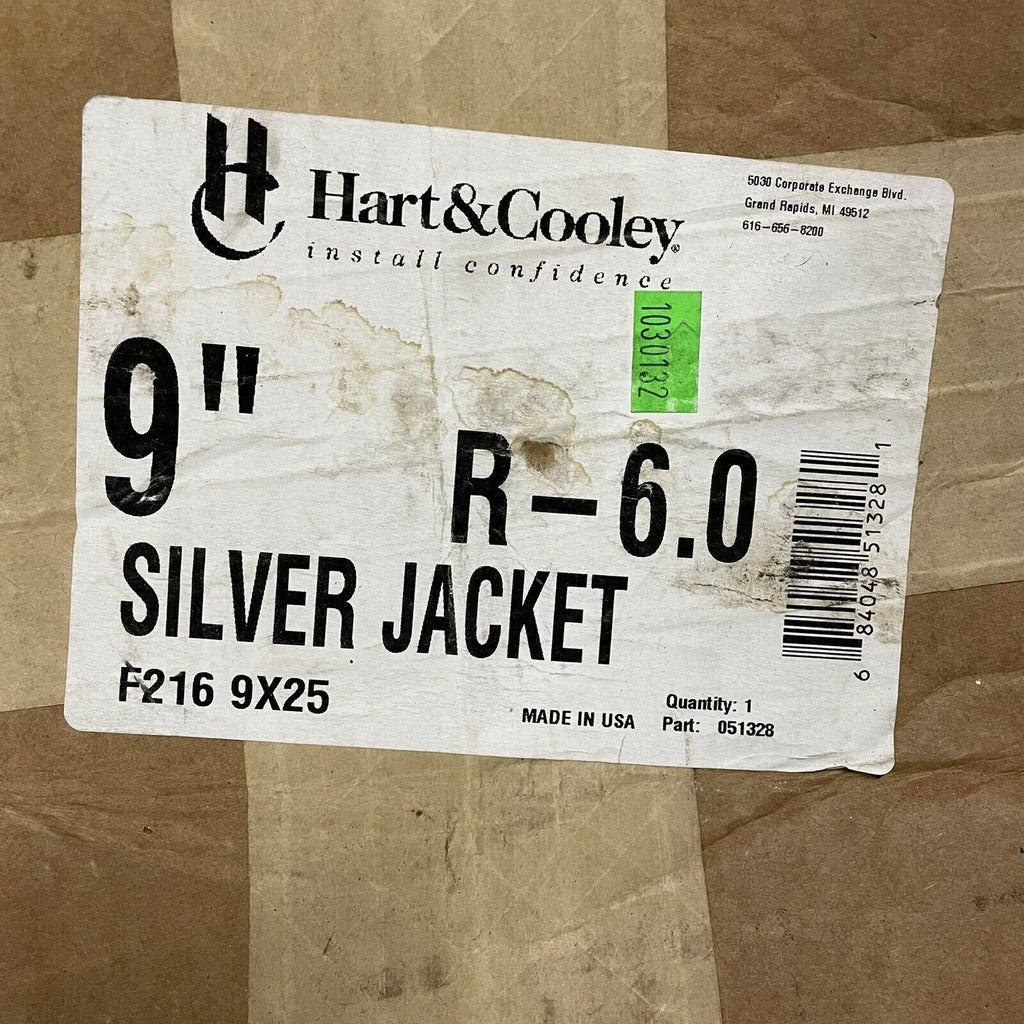 H
Hart&Cooley®
install confidence
5030 Corporate Exchange Blvd.
Grand Rapids, MI 49512
616-656-8200
1030132
9"
R-6.0
SILVER JACKET
F216 9X25
MADE IN USA
Quantity: 1
Part: 051328
6 84048 51328 1